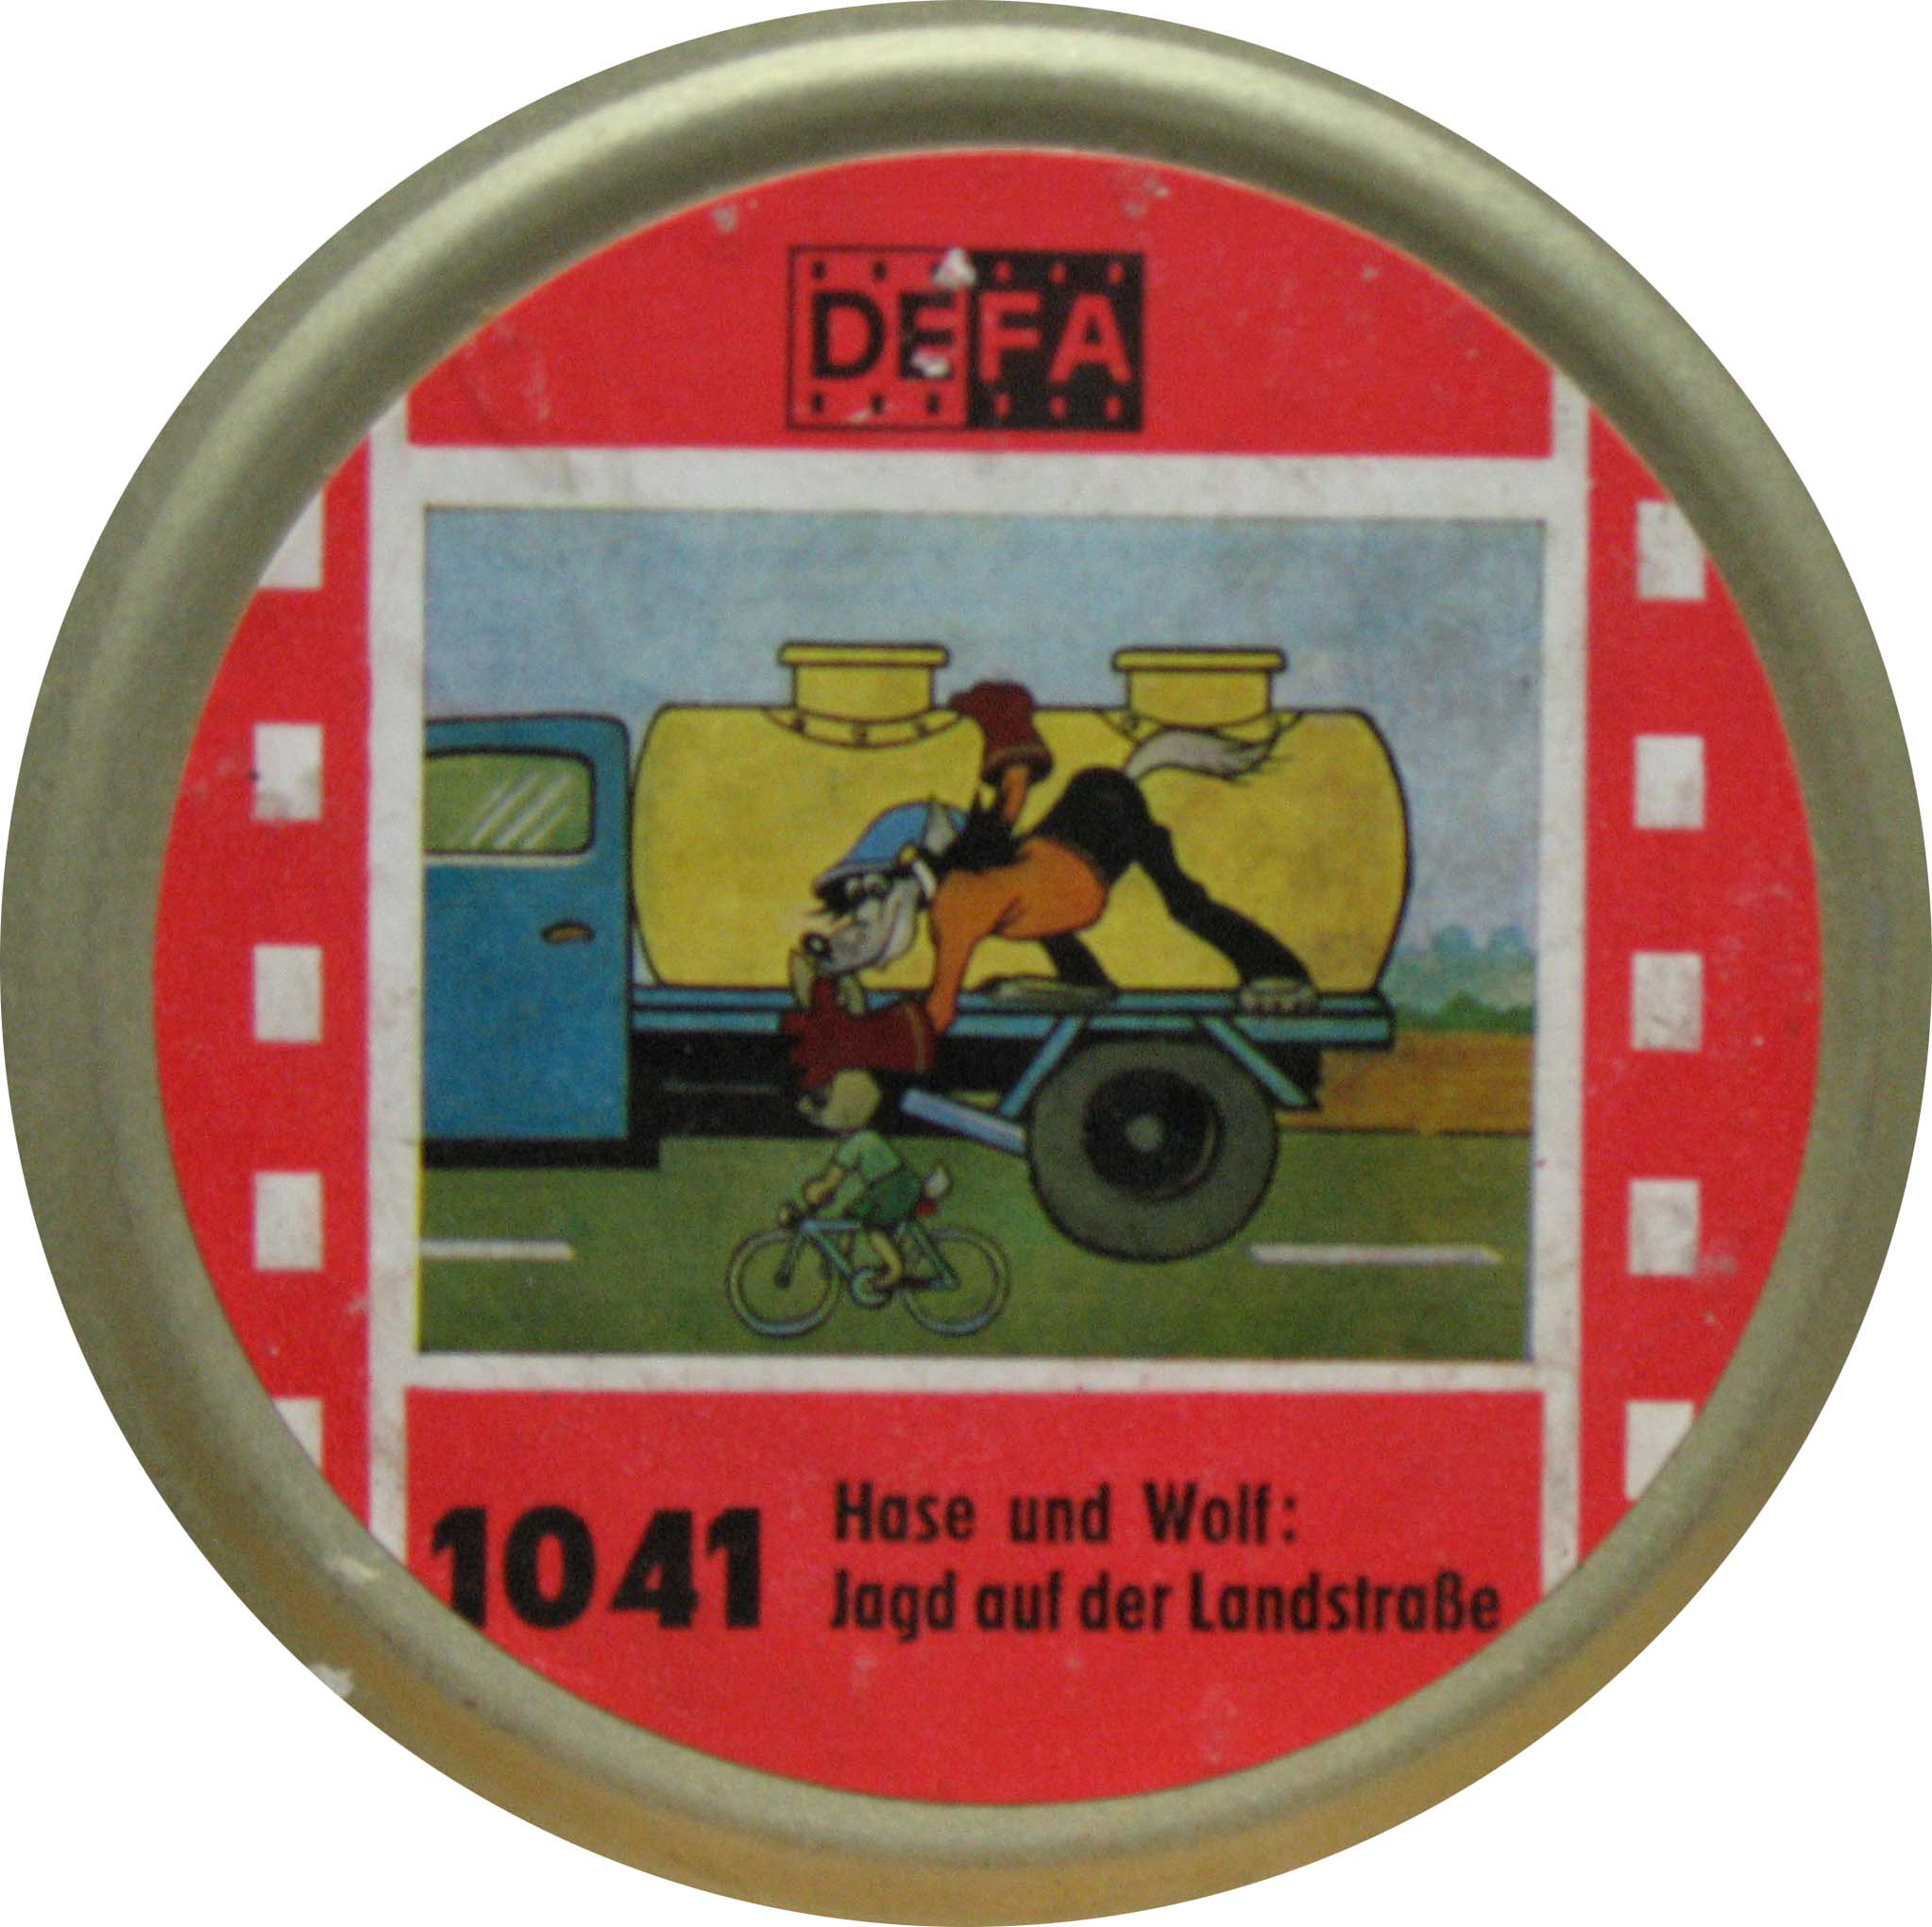 DEFA
1041
Hase und Wolf:
Jagd auf der Landstraße